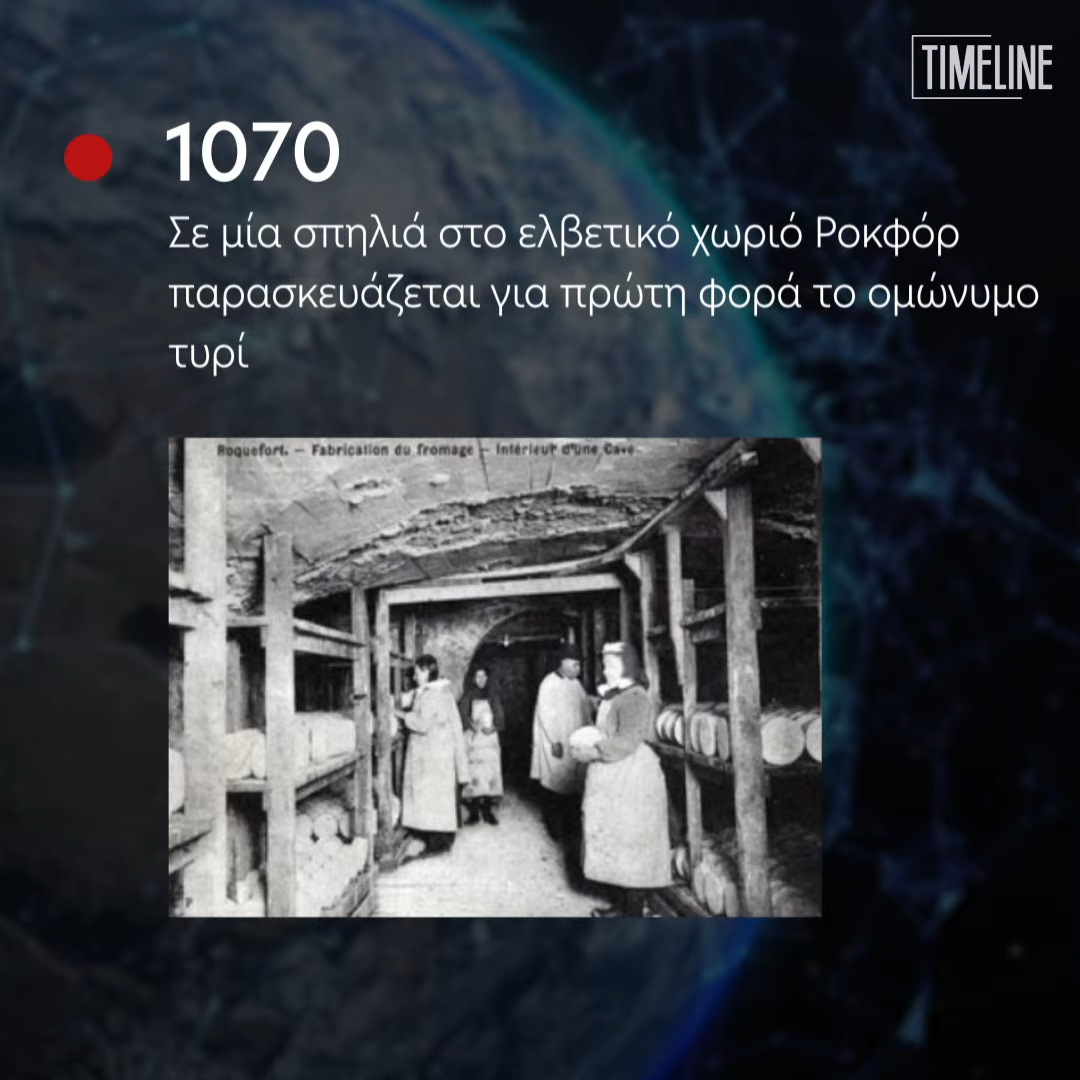 TIMELINE
1070
Σε μία σπηλιά στο ελβετικό χωριό Ροκφόρ
παρασκευάζεται για πρώτη φορά το ομώνυμο
τυρί
Roquefort. — Fabrication du fromage — Intérieur d'une Cave
P